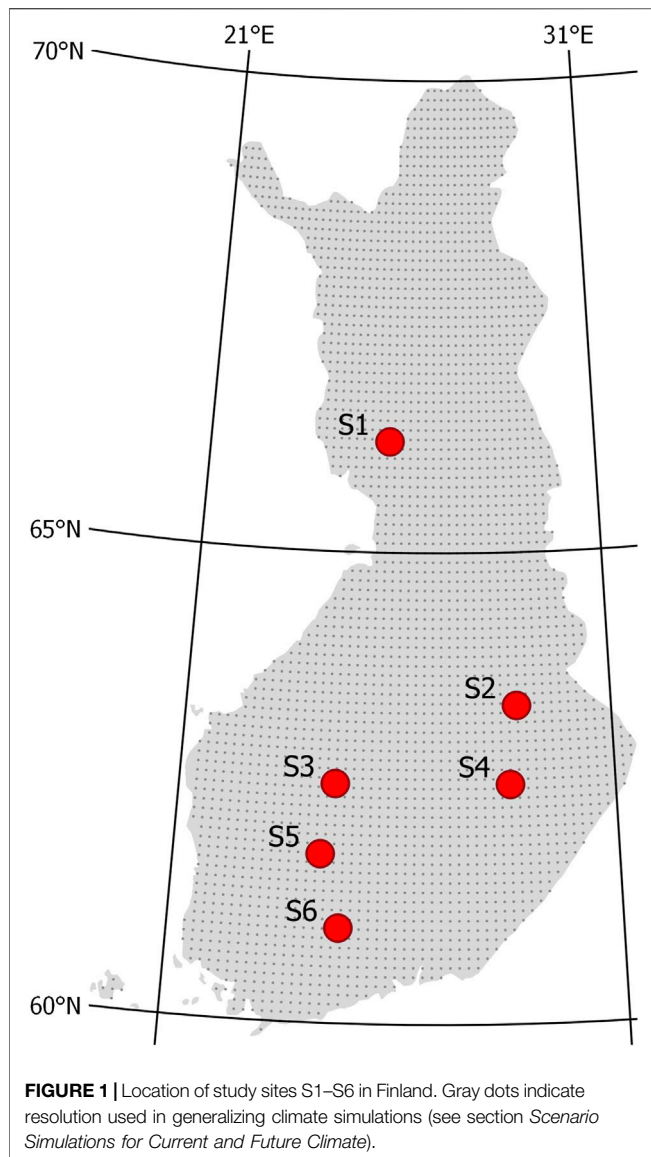 21°E 31°E
70°N
S1
65°N
S2
S3 S4
S5
S6
60°N
FIGURE 1 | Location of study sites S1–S6 in Finland. Gray dots indicate
resolution used in generalizing climate simulations (see section Scenario
Simulations for Current and Future Climate).